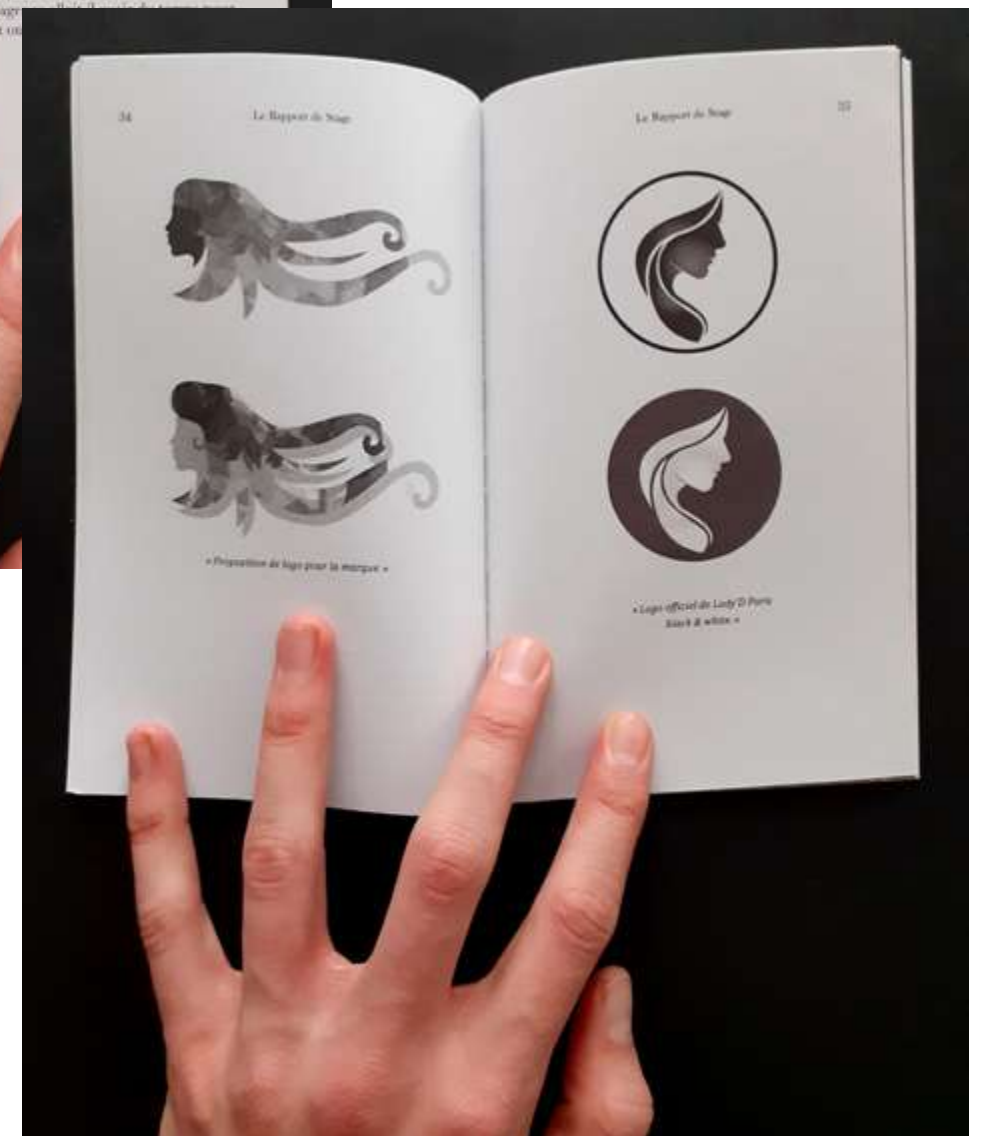 34
Le Rapport de Stage
« Proposition de logo pour la marque »
Le Rapport de Stage
35
« Logo officiel de Lady'D Paris
black & white. »